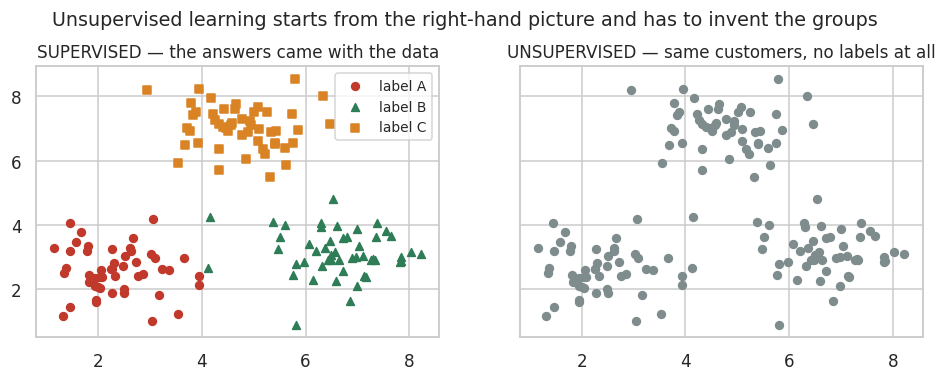 Unsupervised learning starts from the right-hand picture and has to invent the groups
SUPERVISED — the answers came with the data
UNSUPERVISED — same customers, no labels at all
label A
label B
label C
8
6
4
2
2 4 6 8
2 4 6 8